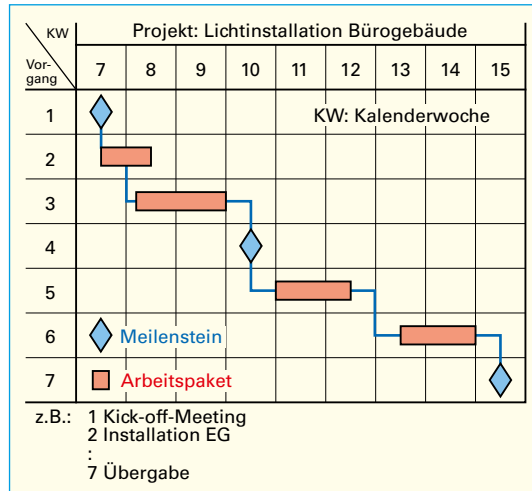 KW
Projekt: Lichtinstallation Bürogebäude
Vor-
gang
7 8 9 10 11 12 13 14 15
1
KW: Kalenderwoche
2
3
4
5
6
Meilenstein
7
Arbeitspaket
z.B.: 1 Kick-off-Meeting
2 Installation EG
:
7 Übergabe